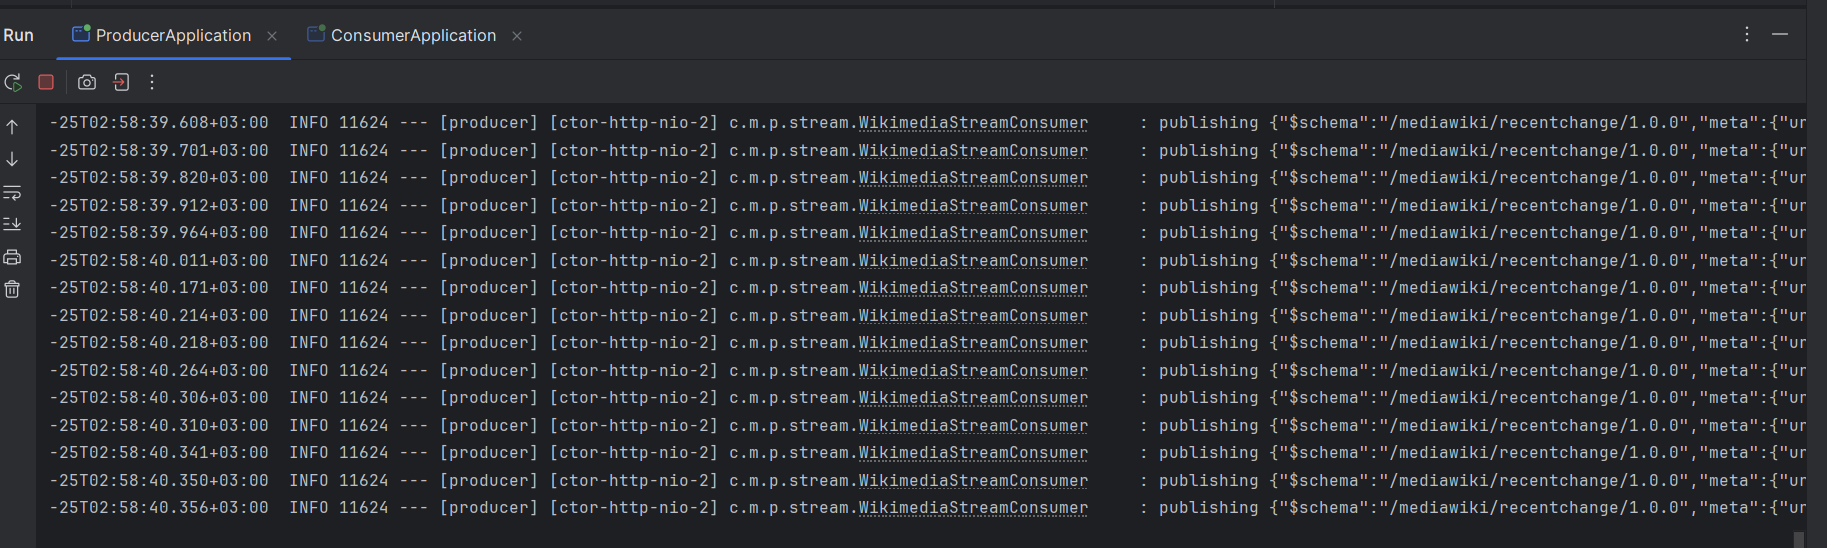 Run ProducerApplication ConsumerApplication
-25T02:58:39.608+03:00  INFO 11624 --- [producer] [ctor-http-nio-2] c.m.p.stream.WikimediaStreamConsumer     : publishing {"$schema":"/mediawiki/recentchange/1.0.0","meta":{"ur
-25T02:58:39.701+03:00  INFO 11624 --- [producer] [ctor-http-nio-2] c.m.p.stream.WikimediaStreamConsumer     : publishing {"$schema":"/mediawiki/recentchange/1.0.0","meta":{"ur
-25T02:58:39.820+03:00  INFO 11624 --- [producer] [ctor-http-nio-2] c.m.p.stream.WikimediaStreamConsumer     : publishing {"$schema":"/mediawiki/recentchange/1.0.0","meta":{"ur
-25T02:58:39.912+03:00  INFO 11624 --- [producer] [ctor-http-nio-2] c.m.p.stream.WikimediaStreamConsumer     : publishing {"$schema":"/mediawiki/recentchange/1.0.0","meta":{"ur
-25T02:58:39.964+03:00  INFO 11624 --- [producer] [ctor-http-nio-2] c.m.p.stream.WikimediaStreamConsumer     : publishing {"$schema":"/mediawiki/recentchange/1.0.0","meta":{"ur
-25T02:58:40.011+03:00  INFO 11624 --- [producer] [ctor-http-nio-2] c.m.p.stream.WikimediaStreamConsumer     : publishing {"$schema":"/mediawiki/recentchange/1.0.0","meta":{"ur
-25T02:58:40.171+03:00  INFO 11624 --- [producer] [ctor-http-nio-2] c.m.p.stream.WikimediaStreamConsumer     : publishing {"$schema":"/mediawiki/recentchange/1.0.0","meta":{"ur
-25T02:58:40.214+03:00  INFO 11624 --- [producer] [ctor-http-nio-2] c.m.p.stream.WikimediaStreamConsumer     : publishing {"$schema":"/mediawiki/recentchange/1.0.0","meta":{"ur
-25T02:58:40.218+03:00  INFO 11624 --- [producer] [ctor-http-nio-2] c.m.p.stream.WikimediaStreamConsumer     : publishing {"$schema":"/mediawiki/recentchange/1.0.0","meta":{"ur
-25T02:58:40.264+03:00  INFO 11624 --- [producer] [ctor-http-nio-2] c.m.p.stream.WikimediaStreamConsumer     : publishing {"$schema":"/mediawiki/recentchange/1.0.0","meta":{"ur
-25T02:58:40.306+03:00  INFO 11624 --- [producer] [ctor-http-nio-2] c.m.p.stream.WikimediaStreamConsumer     : publishing {"$schema":"/mediawiki/recentchange/1.0.0","meta":{"ur
-25T02:58:40.310+03:00  INFO 11624 --- [producer] [ctor-http-nio-2] c.m.p.stream.WikimediaStreamConsumer     : publishing {"$schema":"/mediawiki/recentchange/1.0.0","meta":{"ur
-25T02:58:40.341+03:00  INFO 11624 --- [producer] [ctor-http-nio-2] c.m.p.stream.WikimediaStreamConsumer     : publishing {"$schema":"/mediawiki/recentchange/1.0.0","meta":{"ur
-25T02:58:40.350+03:00  INFO 11624 --- [producer] [ctor-http-nio-2] c.m.p.stream.WikimediaStreamConsumer     : publishing {"$schema":"/mediawiki/recentchange/1.0.0","meta":{"ur
-25T02:58:40.356+03:00  INFO 11624 --- [producer] [ctor-http-nio-2] c.m.p.stream.WikimediaStreamConsumer     : publishing {"$schema":"/mediawiki/recentchange/1.0.0","meta":{"ur